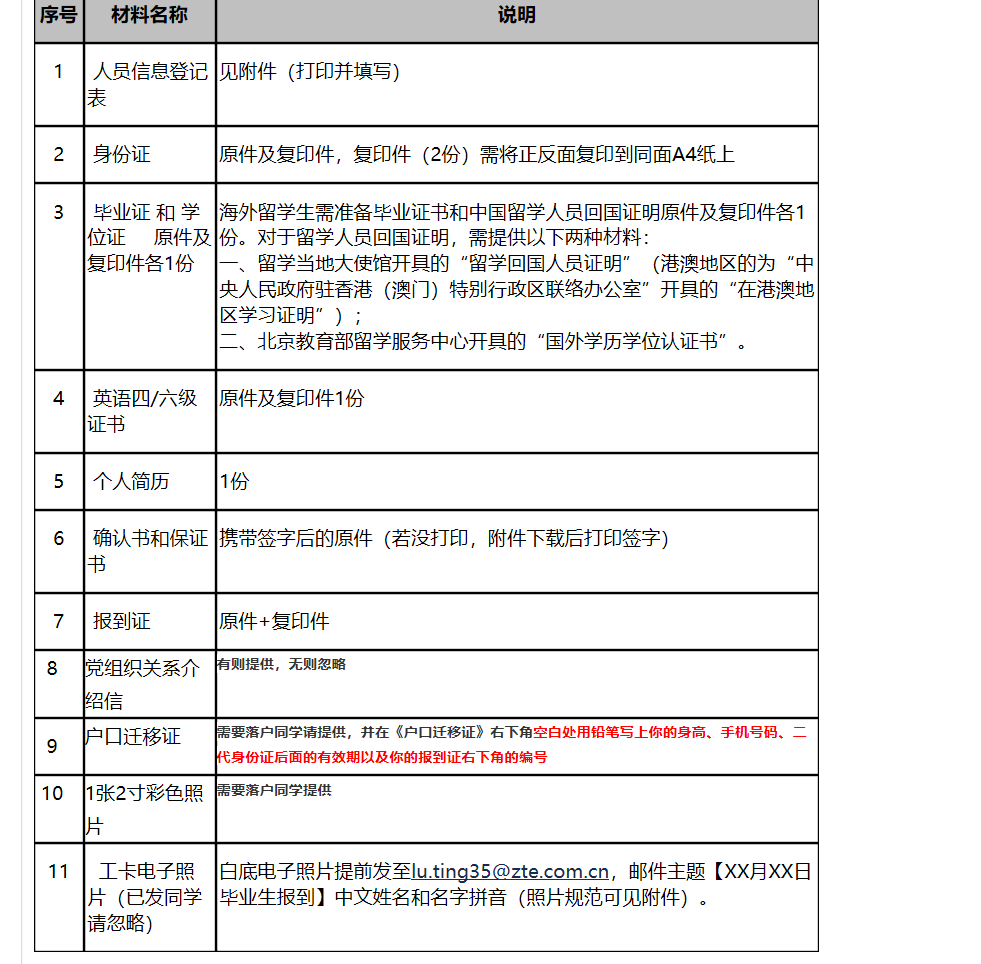 序号 材料名称 说明
1 人员信息登记 见附件（打印并填写）
表
2 身份证 原件及复印件，复印件（2份）需将正反面复印到同面A4纸上
3 毕业证 和 学 海外留学生需准备毕业证书和中国留学人员回国证明原件及复印件各1
位证 原件及 份。对于留学人员回国证明，需提供以下两种材料：
复印件各1份 一、留学当地大使馆开具的“留学回国人员证明”（港澳地区的为“中
央人民政府驻香港（澳门）特别行政区联络办公室”开具的“在港澳地
区学习证明”）；
二、北京教育部留学服务中心开具的“国外学历学位认证书”。
4 英语四/六级 原件及复印件1份
证书
5 个人简历 1份
6 确认书和保证 携带签字后的原件（若没打印，附件下载后打印签字）
书
7 报到证 原件+复印件
8 党组织关系介 有则提供，无则忽略
绍信
9 户口迁移证 需要落户同学请提供，并在《户口迁移证》右下角空白处用铅笔写上你的身高、手机号码、二
代身份证后面的有效期以及你的报到证右下角的编号
10 1张2寸彩色照 需要落户同学提供
片
11 工卡电子照 白底电子照片提前发至lu.ting35@zte.com.cn，邮件主题【XX月XX日
片（已发同学 毕业生报到】中文姓名和名字拼音（照片规范可见附件）。
请忽略）